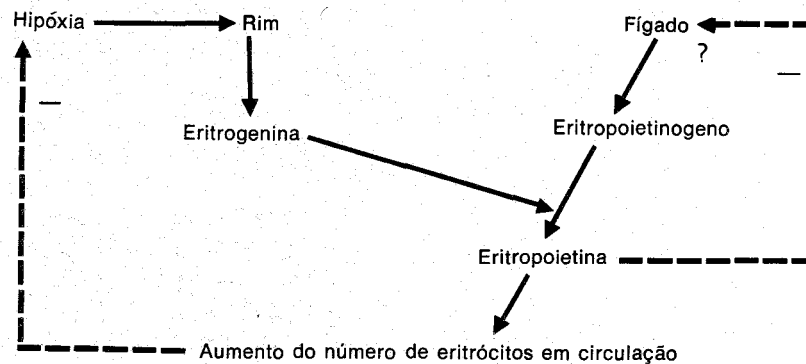 Hipóxia Rim Fígado
? —
—
Eritrogenina Eritropoietinogeno
Eritropoietina
Aumento do número de eritrócitos em circulação